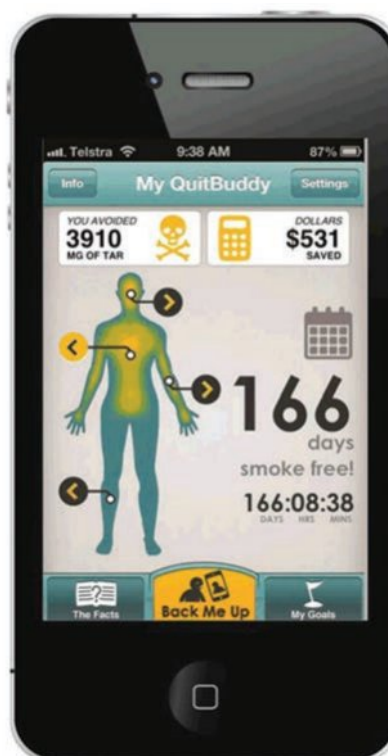 Telstra 9:38 AM 87%
Info My QuitBuddy Settings
YOU AVOIDED
3910
MG OF TAR
DOLLARS
$531
SAVED
166
days
smoke free!
166:08:38
DAYS HRS MINS
The Facts
Back Me Up
My Goals